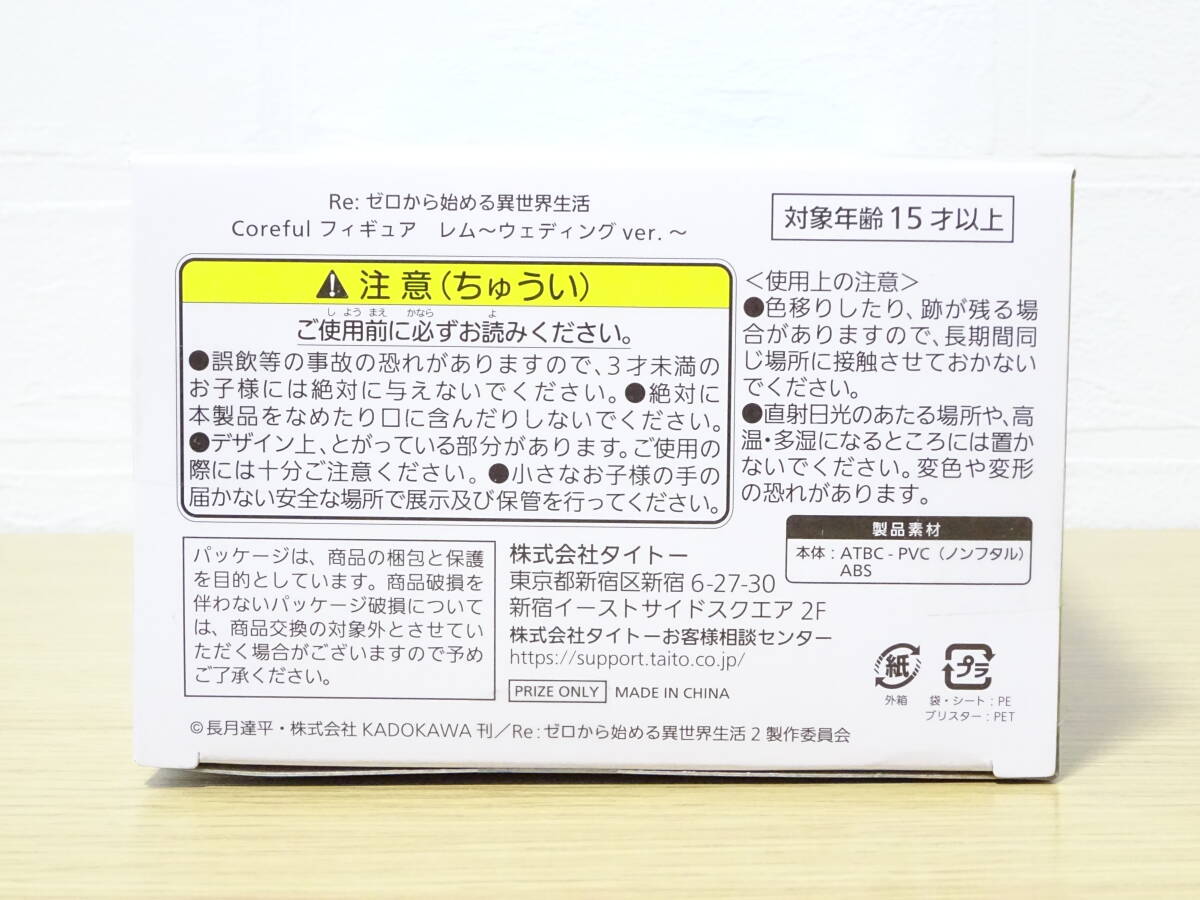 Re: ゼロから始める異世界生活
Coreful フィギュア　レム～ウェディング ver. ～
対象年齢 15 才以上
注 意 (ちゅうい)
し よう まえ かなら よ
ご使用前に必ずお読みください。
●誤飲等の事故の恐れがありますので、3才未満の
お子様には絶対に与えないでください。●絶対に
本製品をなめたり口に含んだりしないでください。
●デザイン上、とがっている部分があります。ご使用の
際には十分ご注意ください。●小さなお子様の手の
届かない安全な場所で展示及び保管を行ってください。
＜使用上の注意＞
●色移りしたり、跡が残る場
合がありますので、長期間同
じ場所に接触させておかない
でください。
●直射日光のあたる場所や、高
温・多湿になるところには置か
ないでください。変色や変形
の恐れがあります。
製品素材
本体 : ATBC - PVC (ノンフタル)
ABS
パッケージは、商品の梱包と保護
を目的としています。商品破損を
伴わないパッケージ破損について
は、商品交換の対象外とさせてい
ただく場合がございますので予め
ご了承ください。
株式会社タイトー
東京都新宿区新宿 6-27-30
新宿イーストサイドスクエア 2F
株式会社タイトーお客様相談センター
https://support.taito.co.jp/
PRIZE ONLY MADE IN CHINA
紙
外箱
プラ
袋・シート : PE
ブリスター : PET
©長月達平・株式会社 KADOKAWA 刊／Re : ゼロから始める異世界生活 2 製作委員会